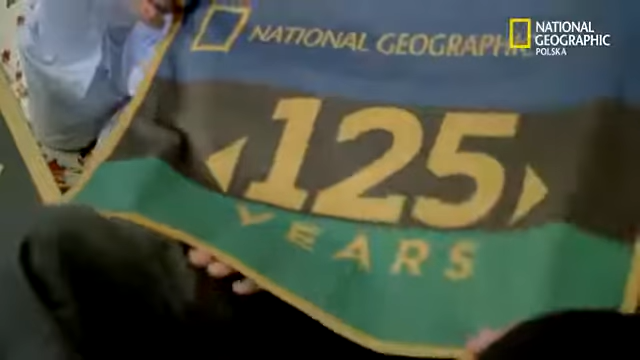 NATIONAL GEOGRAPHIC
125
YEARS
NATIONAL
GEOGRAPHIC
POLSKA